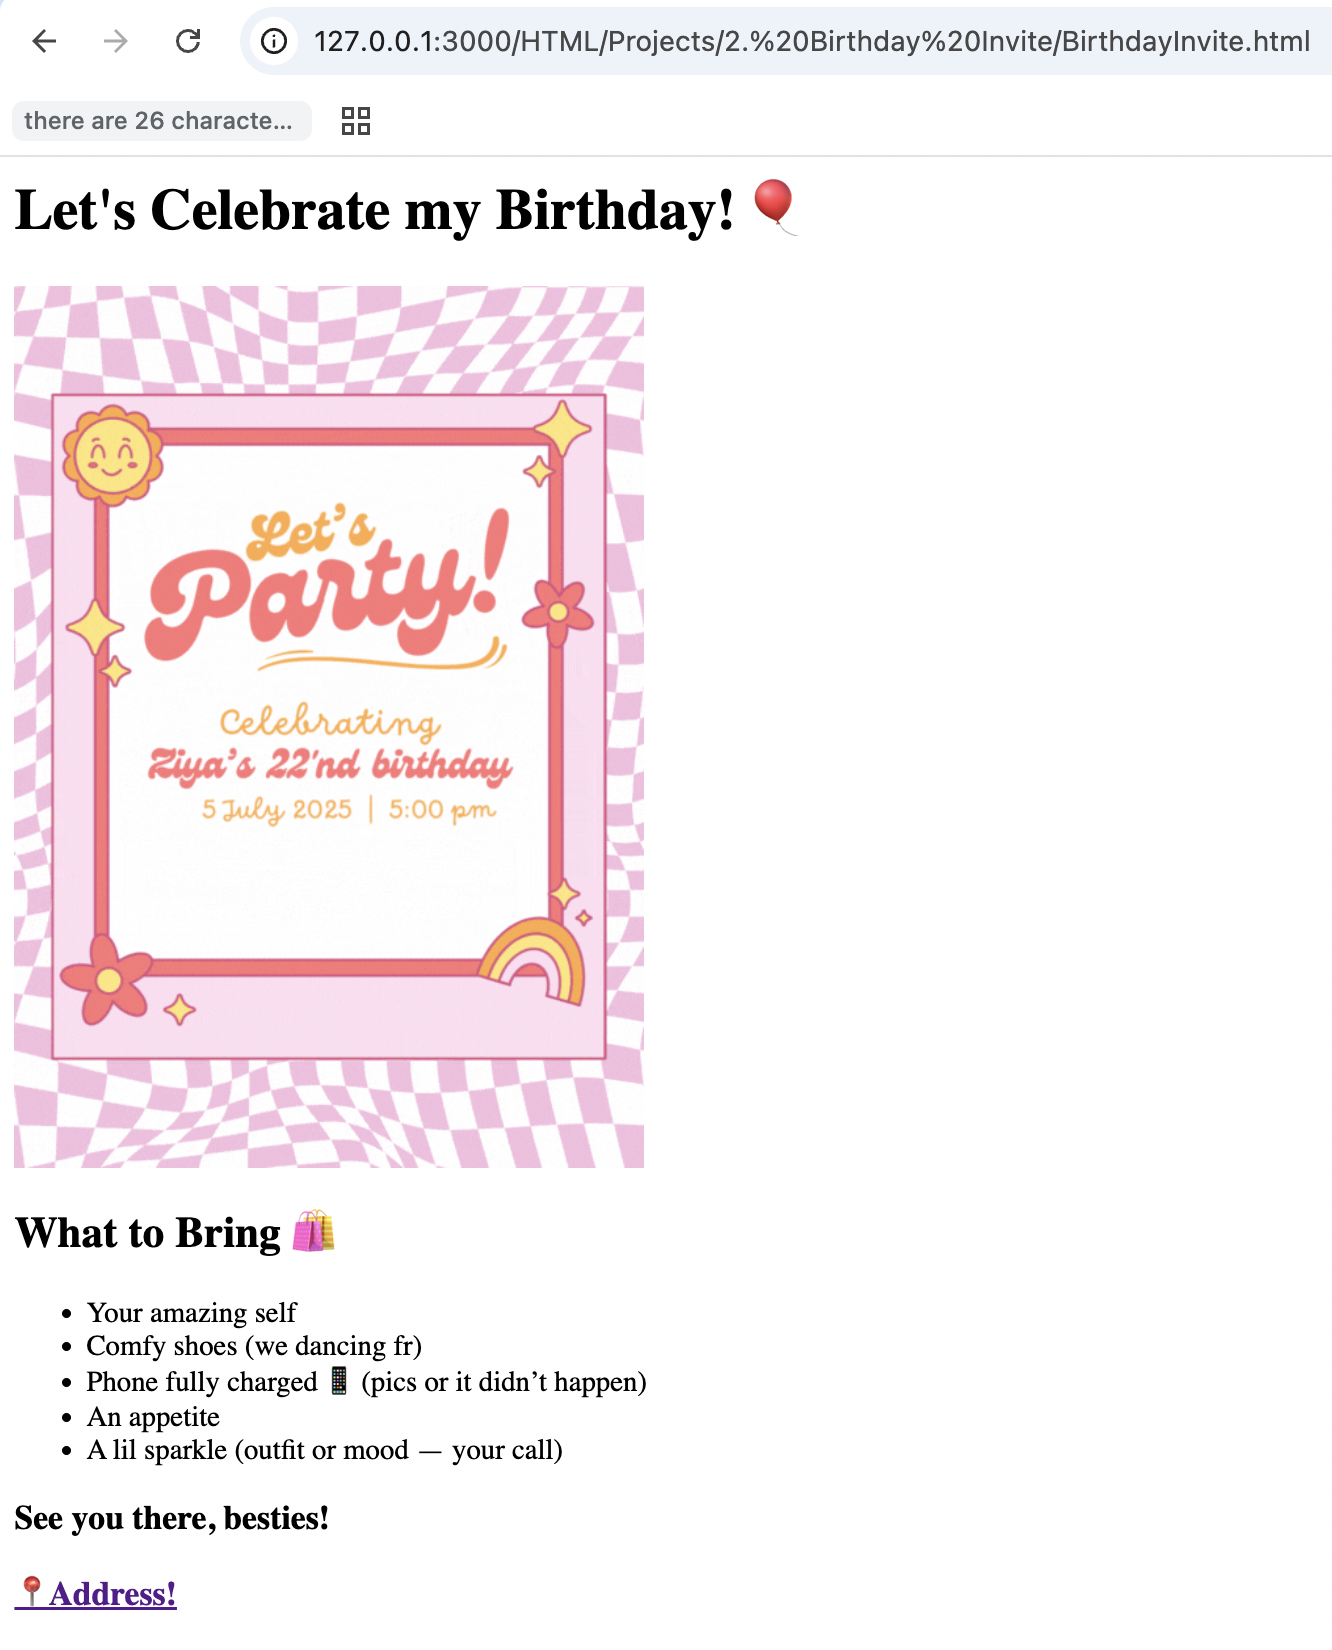 127.0.0.1:3000/HTML/Projects/2.%20Birthday%20Invite/BirthdayInvite.html
there are 26 characte...
Let's Celebrate my Birthday! 🎈
Let's
Party!
Celebrating
Ziya's 22'nd birthday
5 July 2025 | 5:00 pm
What to Bring 🛍️
• Your amazing self
• Comfy shoes (we dancing fr)
• Phone fully charged 📱 (pics or it didn’t happen)
• An appetite
• A lil sparkle (outfit or mood — your call)
See you there, besties!
📍Address!